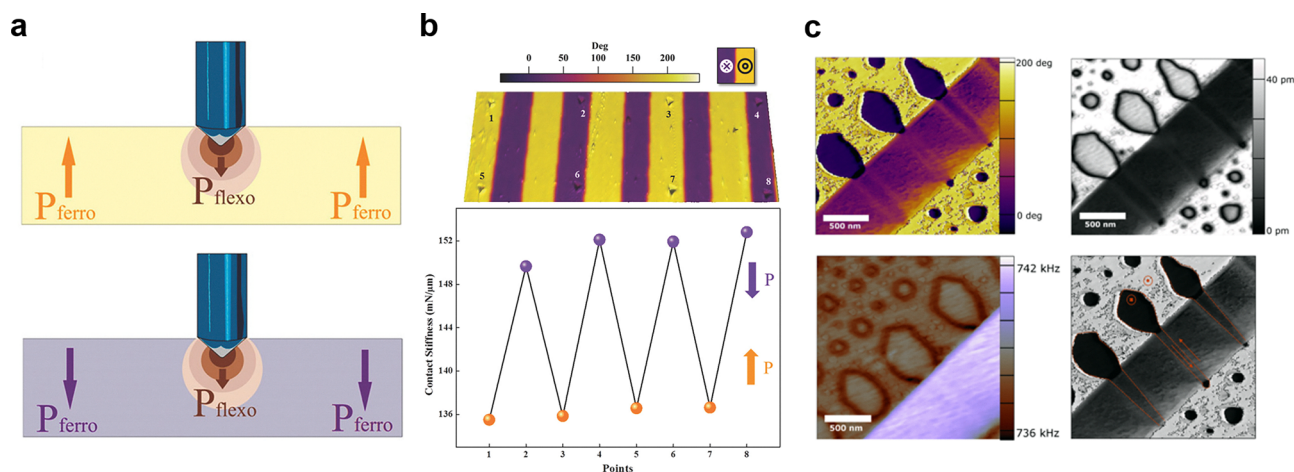 a
P ferro
P flexo
P ferro
P ferro
P flexo
P ferro
b
Deg
0 50 100 150 200
1 2 3 4
5 6 7 8
Contact Stiffness (mN/µm)
152
148
144
140
136
P
P
1 2 3 4 5 6 7 8
Points
c
200 deg
0 deg
500 nm
40 pm
0 pm
500 nm
742 kHz
736 kHz
500 nm
500 nm